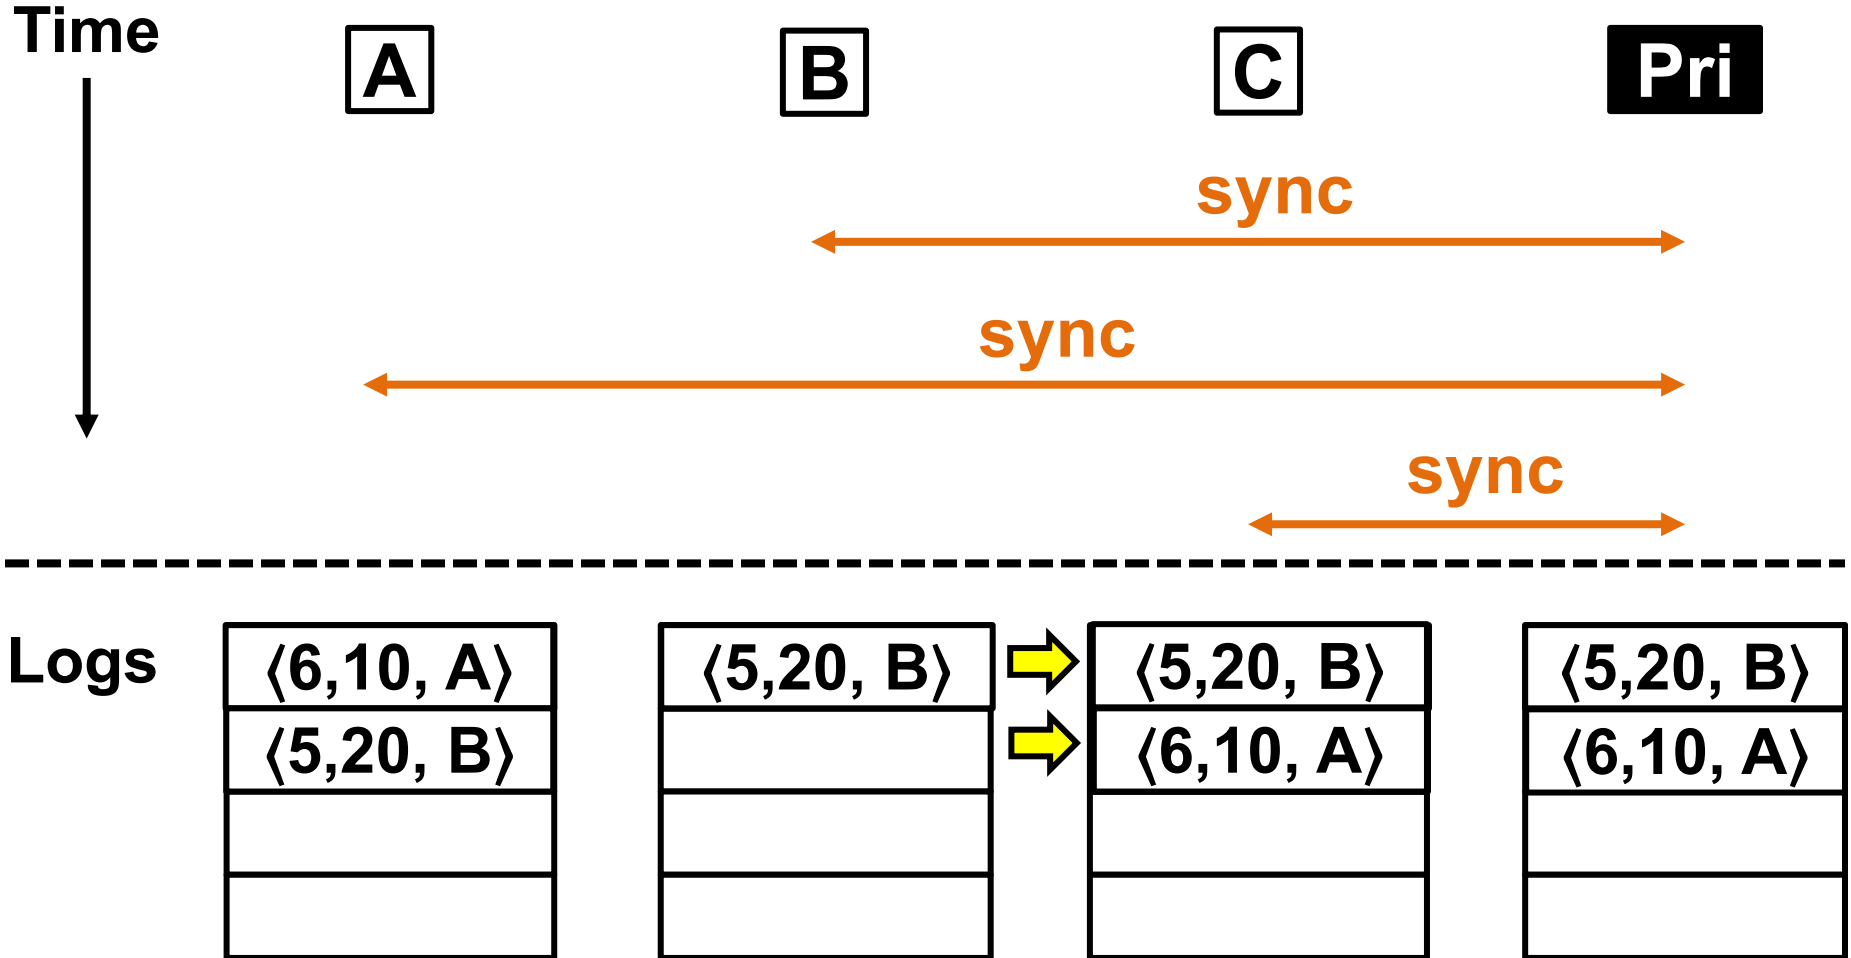 Time A B C Pri
sync
sync
sync
Logs ⟨6,10, A⟩ ⟨5,20, B⟩ ⟨5,20, B⟩ ⟨5,20, B⟩
⟨5,20, B⟩ ⟨6,10, A⟩ ⟨6,10, A⟩